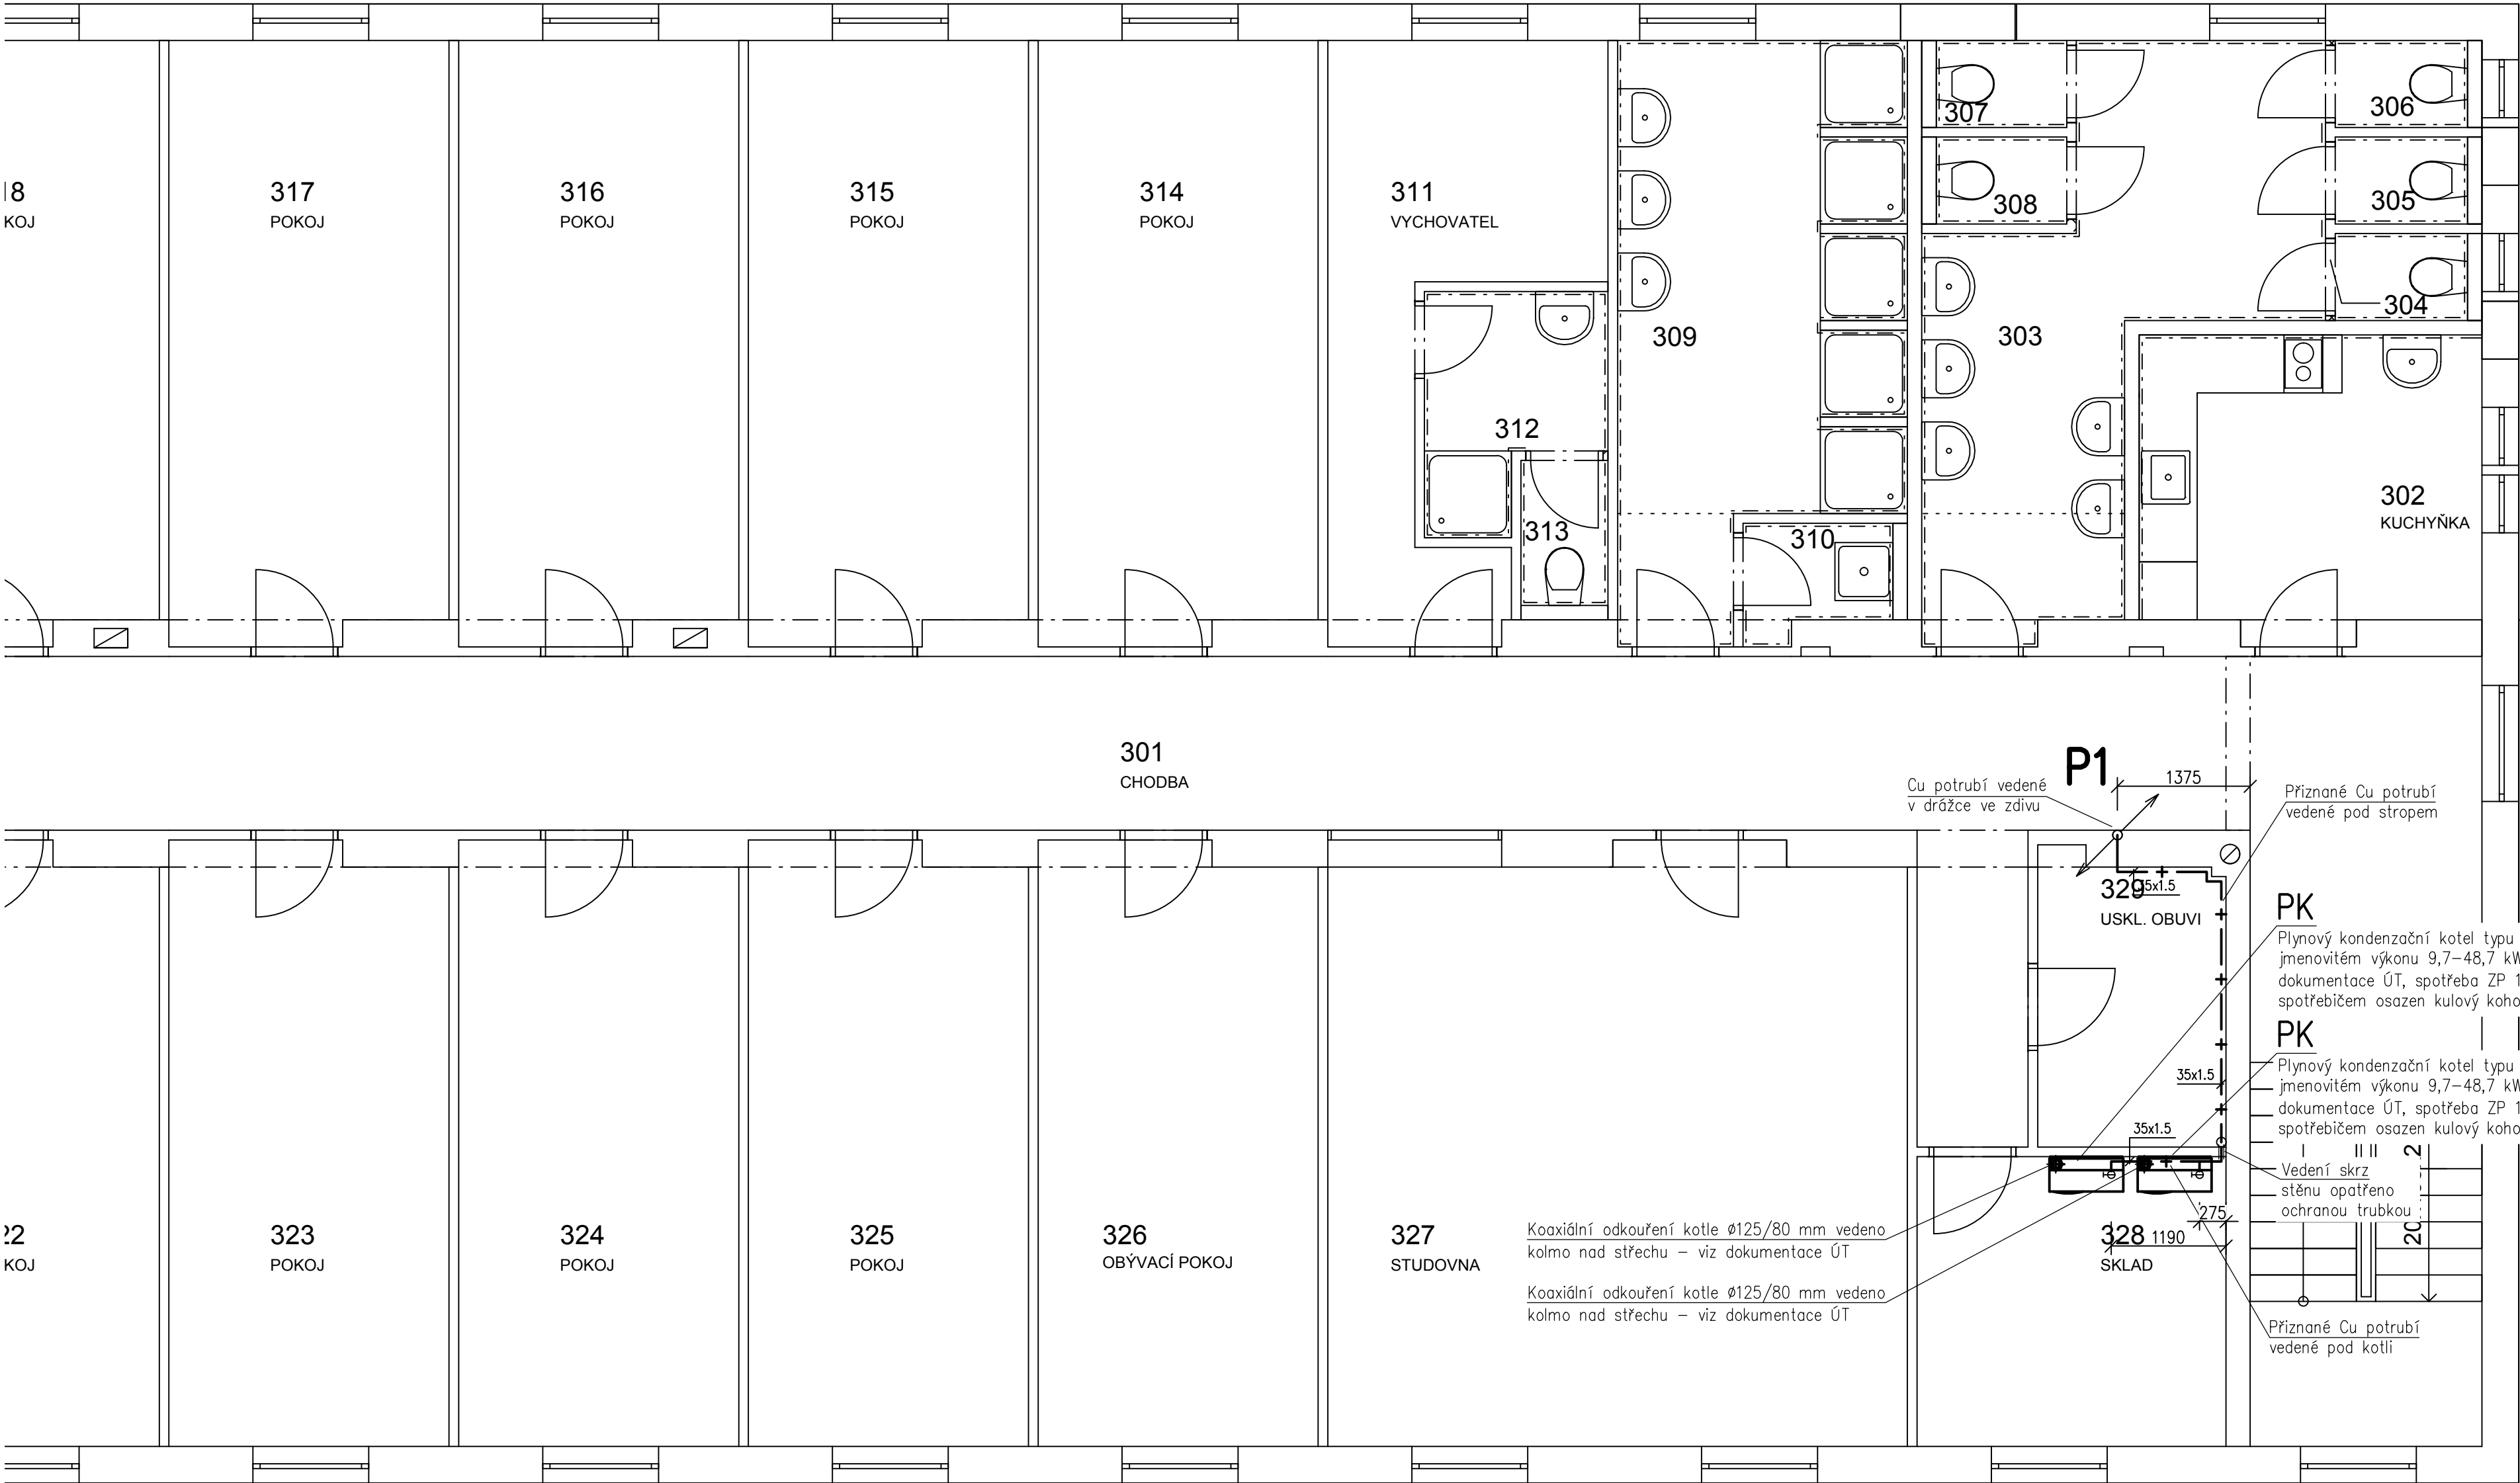 307
306
317
POKOJ
316
POKOJ
315
POKOJ
314
POKOJ
311
VYCHOVATEL
308
305
KOJ
304
309
303
312
313
310
302
KUCHYŇKA
301
CHODBA
P1
1375
Cu potrubí vedené
v drážce ve zdivu
Přiznané Cu potrubí
vedené pod stropem
329
35x1.5
USKL. OBUVI
PK
Plynový kondenzační kotel typu
jmenovitém výkonu 9,7-48,7 kW
dokumentace ÚT, spotřeba ZP 1
spotřebičem osazen kulový koho
PK
Plynový kondenzační kotel typu
jmenovitém výkonu 9,7-48,7 kW
dokumentace ÚT, spotřeba ZP 1
spotřebičem osazen kulový koho
35x1.5
35x1.5
Vedení skrz
stěnu opatřeno
ochranou trubkou
275
KOJ
323
POKOJ
324
POKOJ
325
POKOJ
326
OBÝVACÍ POKOJ
327
STUDOVNA
Koaxiální odkouření kotle ø125/80 mm vedeno
kolmo nad střechu – viz dokumentace ÚT
Koaxiální odkouření kotle ø125/80 mm vedeno
kolmo nad střechu – viz dokumentace ÚT
328 1190
SKLAD
Přiznané Cu potrubí
vedené pod kotli